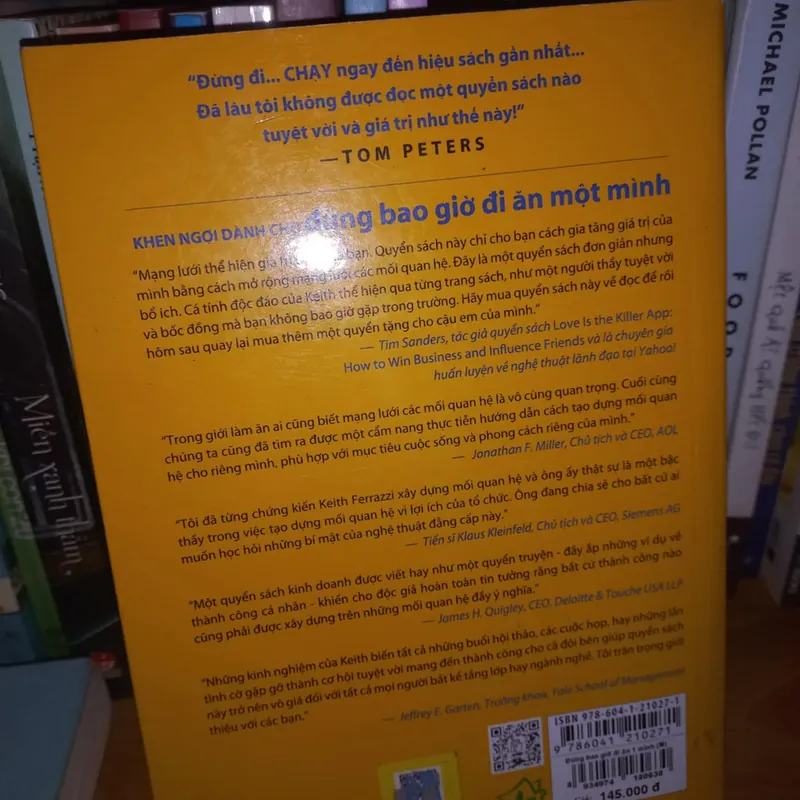 “Đừng đi... CHẠY ngay đến hiệu sách gần nhất...
Đã lâu tôi không được đọc một quyển sách nào
tuyệt vời và giá trị như thế này!”
—TOM PETERS
KHEN NGỢI DÀNH CHO đừng bao giờ đi ăn một mình
“Mạng lưới thể hiện giá bạn. Quyển sách này chỉ cho bạn cách gia tăng giá trị của
mình bằng cách mở rộng mạng lưới các mối quan hệ. Đây là một quyển sách đơn giản nhưng
bổ ích. Cá tính độc đáo của Keith thể hiện qua từng trang sách, như một người thầy tuyệt vời
và bốc đồng mà bạn không bao giờ gặp trong trường. Hãy mua quyển sách này về đọc để rồi
hôm sau quay lại mua thêm một quyển tặng cho cậu em của mình.”
— Tim Sanders, tác giả quyển sách Love Is the Killer App:
How to Win Business and Influence Friends và là chuyên gia
huấn luyện về nghệ thuật lãnh đạo tại Yahoo!
“Trong giới làm ăn ai cũng biết mạng lưới các mối quan hệ là vô cùng quan trọng. Cuối cùng
chúng ta cũng đã tìm ra được một cẩm nang thực tiễn hướng dẫn cách tạo dựng mối quan
hệ cho riêng mình, phù hợp với mục tiêu cuộc sống và phong cách riêng của mình.”
— Jonathan F. Miller, Chủ tịch và CEO, AOL
“Tôi đã từng chứng kiến Keith Ferrazzi xây dựng mối quan hệ và ông ấy thật sự là một bậc
thầy trong việc tạo dựng mối quan hệ vì lợi ích của tổ chức. Ông đang chia sẻ cho bất cứ ai
muốn học hỏi những bí mật của nghệ thuật đẳng cấp này.”
— Tiến sĩ Klaus Kleinfeld, Chủ tịch và CEO, Siemens AG
“Một quyển sách kinh doanh được viết hay như một quyển truyện - đầy ắp những ví dụ về
thành công cá nhân - khiến cho độc giả hoàn toàn tin tưởng rằng bất cứ thành công nào
cũng phải được xây dựng trên những mối quan hệ đầy ý nghĩa.”
— James H. Quigley, CEO, Deloitte & Touche USA LLP
“Những kinh nghiệm của Keith biến tất cả những buổi hội thảo, các cuộc họp, hay những lần
tình cờ gặp gỡ thành cơ hội tuyệt vời mang đến thành công cho cả đôi bên giúp quyển sách
này trở nên vô giá đối với tất cả mọi người bất kể tầng lớp hay ngành nghề. Tôi trân trọng giới
thiệu với các bạn.”
— Jeffrey E. Garten, Trưởng khoa, Yale School of Management
ISBN 978-604-1-21027-1
9 786041 210271
Đừng bao giờ đi ăn 1 mình (M)
8 934974 180838
Giá: 145.000 đ
MICHAEL POLLAN
FOOD
Miền xanh thẳm